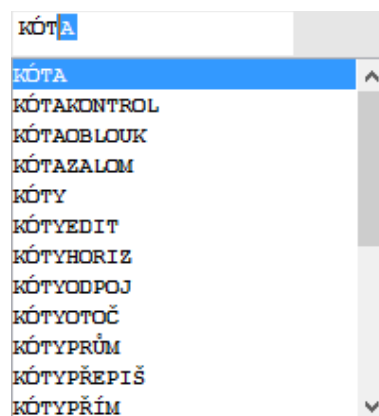 KÓTA
KÓTA
KÓTAKONTROL
KÓTAOBLOUK
KÓTAZALOM
KÓTY
KÓTYEDIT
KÓTYHORIZ
KÓTYODPOJ
KÓTYOTOČ
KÓTYPRŮM
KÓTYPŘEPIŠ
KÓTYPŘÍM